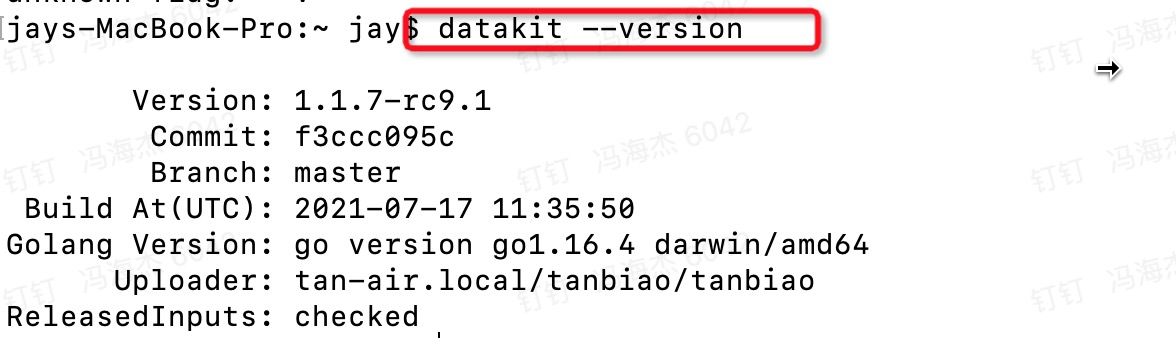 jays-MacBook-Pro:~ jay$ datakit --version
Version: 1.1.7-rc9.1
Commit: f3ccc095c
Branch: master
Build At(UTC): 2021-07-17 11:35:50
Golang Version: go version go1.16.4 darwin/amd64
Uploader: tan-air.local/tanbiao/tanbiao
ReleasedInputs: checked
钉钉 冯海杰 6042